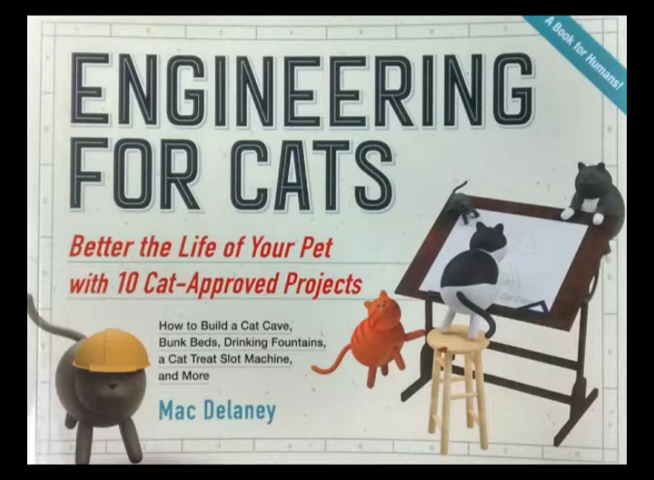 A Book for Humans!
ENGINEERING
FOR CATS
Better the Life of Your Pet
with 10 Cat-Approved Projects
How to Build a Cat Cave,
Bunk Beds, Drinking Fountains,
a Cat Treat Slot Machine,
and More
Mac Delaney